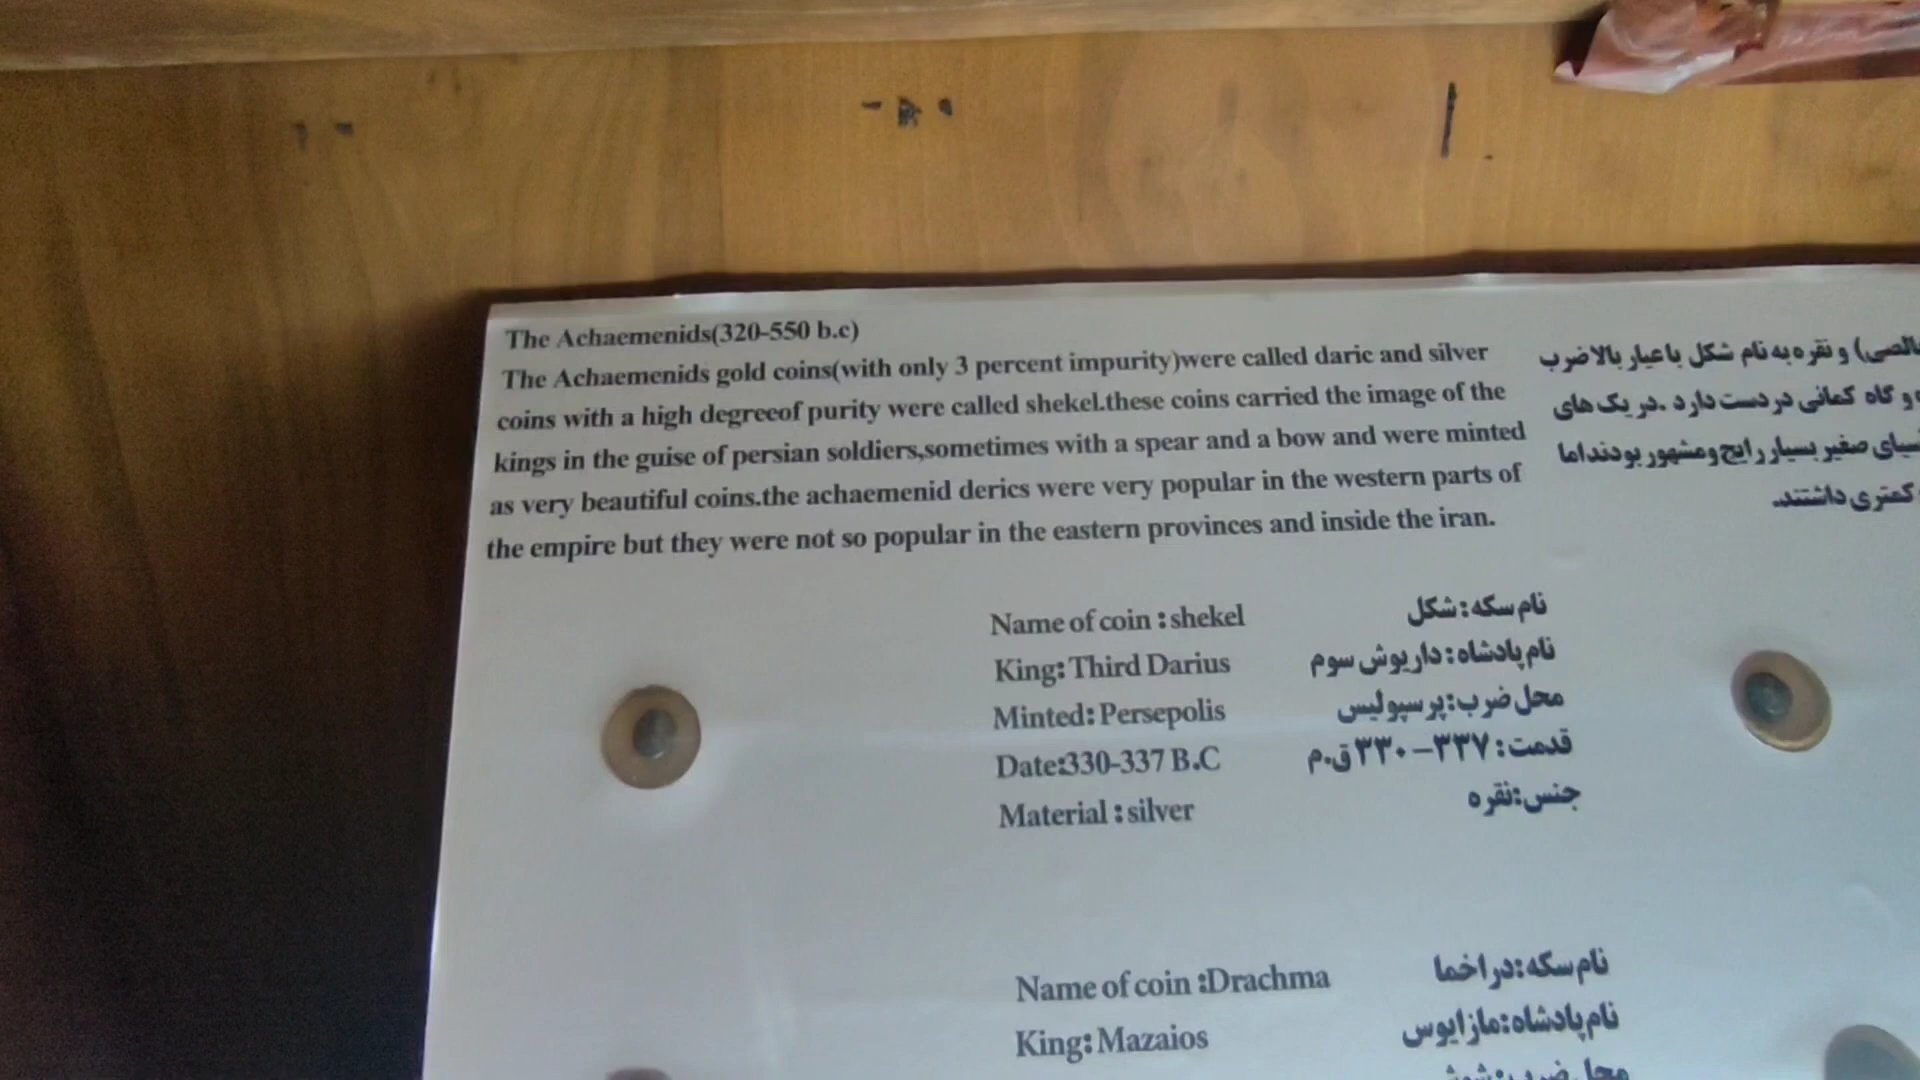 The Achaemenids(320-550 b.c)
The Achaemenids gold coins(with only 3 percent impurity)were called daric and silver
coins with a high degreeof purity were called shekel.these coins carried the image of the
kings in the guise of persian soldiers,sometimes with a spear and a bow and were minted
as very beautiful coins.the achaemenid derics were very popular in the western parts of
the empire but they were not so popular in the eastern provinces and inside the iran.
و نقره به نام شکل با عیار بالا ضرب
و گاه کمانی در دست دارد .در یک های
صغیر بسیار رایج و مشهور بودند اما
کمتری داشتند.
Name of coin : shekel
King: Third Darius
Minted: Persepolis
Date:330-337 B.C
Material : silver
نام سکه : شکل
نام پادشاه : داریوش سوم
محل ضرب : پرسپولیس
قدمت : ۳۳۷ – ۳۳۰ ق.م
جنس : نقره
Name of coin :Drachma
King: Mazaios
نام سکه : دراخما
نام پادشاه : مازایوس
محل ضرب :